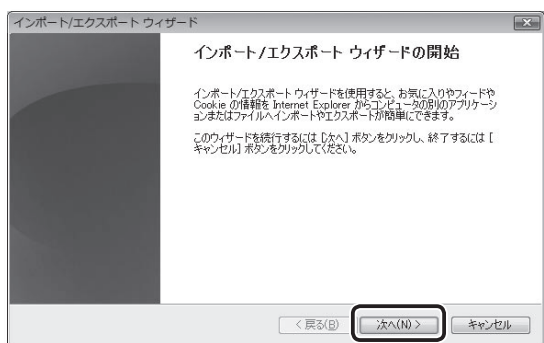 インポート/エクスポート ウィザード
インポート/エクスポート ウィザードの開始
インポート/エクスポート ウィザードを使用すると、お気に入りやフィードや
Cookie の情報を Internet Explorer からコンピュータの別のアプリケーシ
ョンまたはファイルへインポートやエクスポートが簡単にできます。
このウィザードを続行するには [次へ] ボタンをクリックし、終了するには [
キャンセル] ボタンをクリックしてください。
< 戻る(B) 次へ(N) > キャンセル